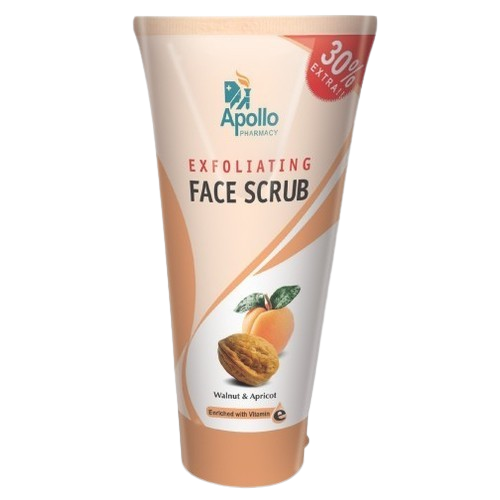 30%
EXTRA!!
Apollo
PHARMACY
EXFOLIATING
FACE SCRUB
Walnut & Apricot
Enriched with Vitamin e